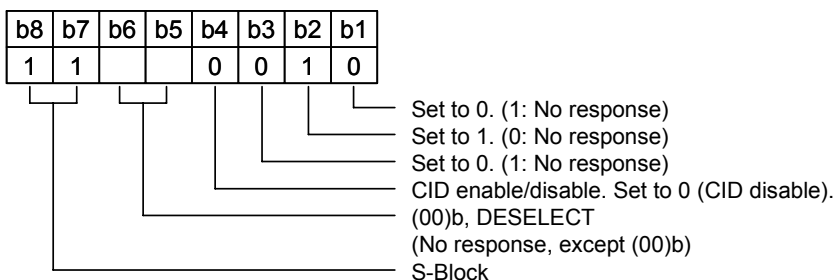 b8 b7 b6 b5 b4 b3 b2 b1
1 1 0 0 1 0
Set to 0. (1: No response)
Set to 1. (0: No response)
Set to 0. (1: No response)
CID enable/disable. Set to 0 (CID disable).
(00)b, DESELECT
(No response, except (00)b)
S-Block